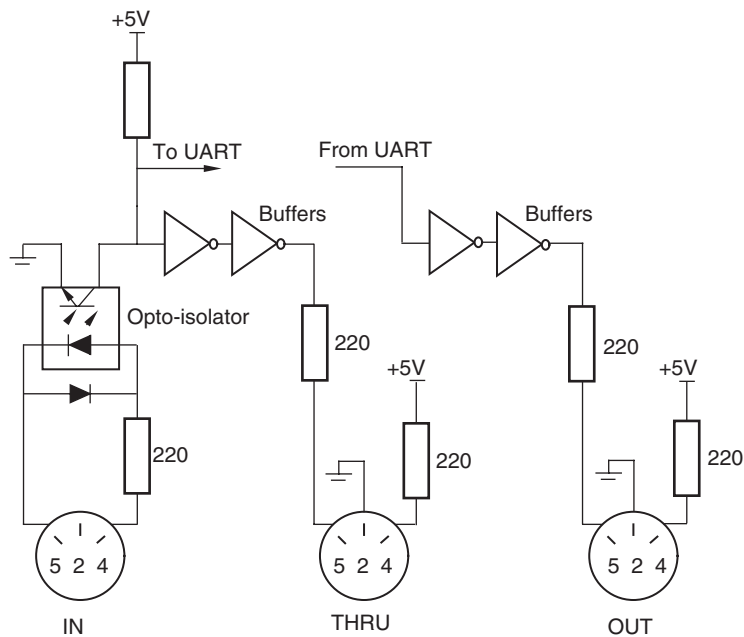 +5V
To UART
From UART
Buffers
Buffers
Opto-isolator
220
220
+5V
+5V
220
220
220
5 2 4
5 2 4
5 2 4
IN
THRU
OUT